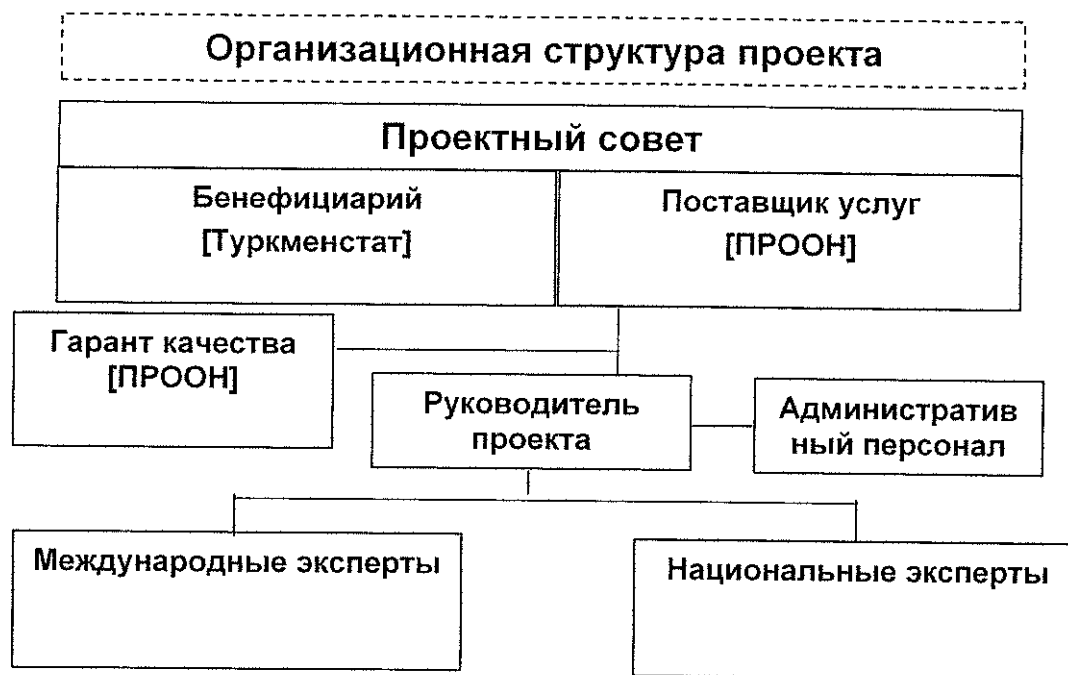 Организационная структура проекта
Проектный совет
Бенефициарий
[Туркменстат]
Поставщик услуг
[ПРООН]
Гарант качества
[ПРООН]
Руководитель
проекта
Административ
ный персонал
Международные эксперты
Национальные эксперты